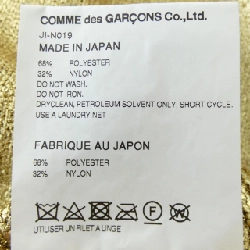 COMME des GARÇONS Co.,Ltd.
JI-N019
MADE IN JAPAN
68% POLYESTER
32% NYLON
DO NOT WASH.
DO NOT IRON.
DRYCLEAN, PETROLEUM SOLVENT ONLY. SHORT CYCLE.
USE A LAUNDRY NET
FABRIQUE AU JAPON
68% POLYESTER
32% NYLON
UTILISER UN FILET A LINGE